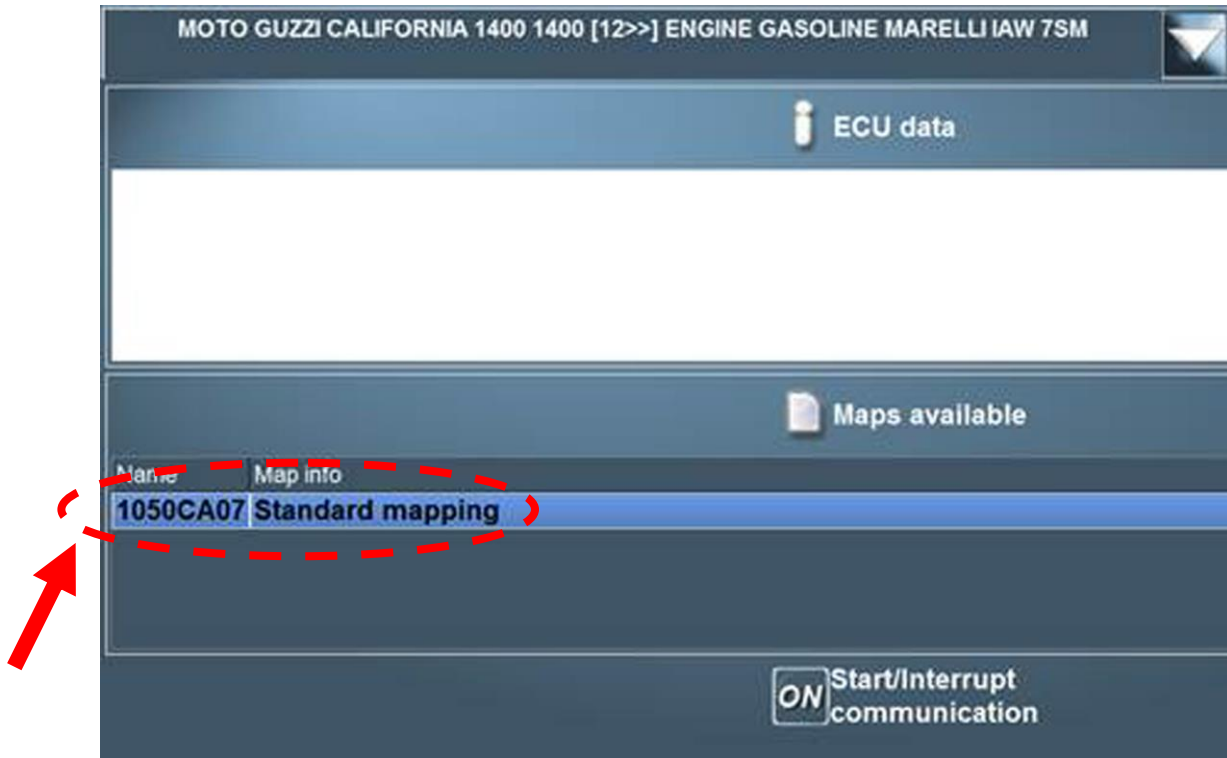 MOTO GUZZI CALIFORNIA 1400 1400 [12>>] ENGINE GASOLINE MARELLI IAW 7SM
ECU data
Maps available
Name Map info
1050CA07 Standard mapping
ON Start/Interrupt
communication